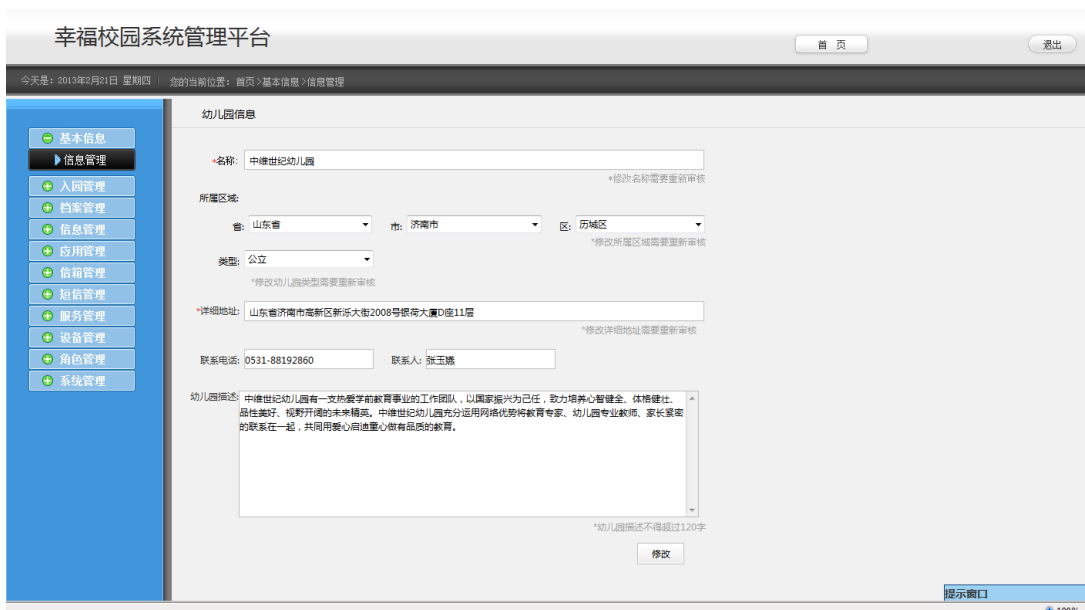 幸福校园系统管理平台
首 页
退出
今天是：2013年2月21日 星期四
您的当前位置：首页>基本信息>信息管理
基本信息
信息管理
入园管理
档案管理
信息管理
应用管理
信箱管理
短信管理
服务管理
设备管理
角色管理
系统管理
幼儿园信息
*名称: 中维世纪幼儿园
*修改名称需要重新审核
所属区域:
省: 山东省 市: 济南市 区: 历城区
*修改所属区域需要重新审核
类型: 公立
*修改幼儿园类型需要重新审核
*详细地址: 山东省济南市高新区新泺大街2008号银荷大厦D座11层
*修改详细地址需要重新审核
联系电话: 0531-88192860 联系人: 张玉嬌
幼儿园描述: 中维世纪幼儿园有一支热爱学前教育事业的工作团队，以国家振兴为己任，致力培养心智健全、体格健壮、
品性美好、视野开阔的未来精英。中维世纪幼儿园充分运用网络优势将教育专家、幼儿园专业教师、家长紧密
的联系在一起，共同用爱心启迪童心做有品质的教育。
*幼儿园描述不得超过120字
修改
提示窗口
100%